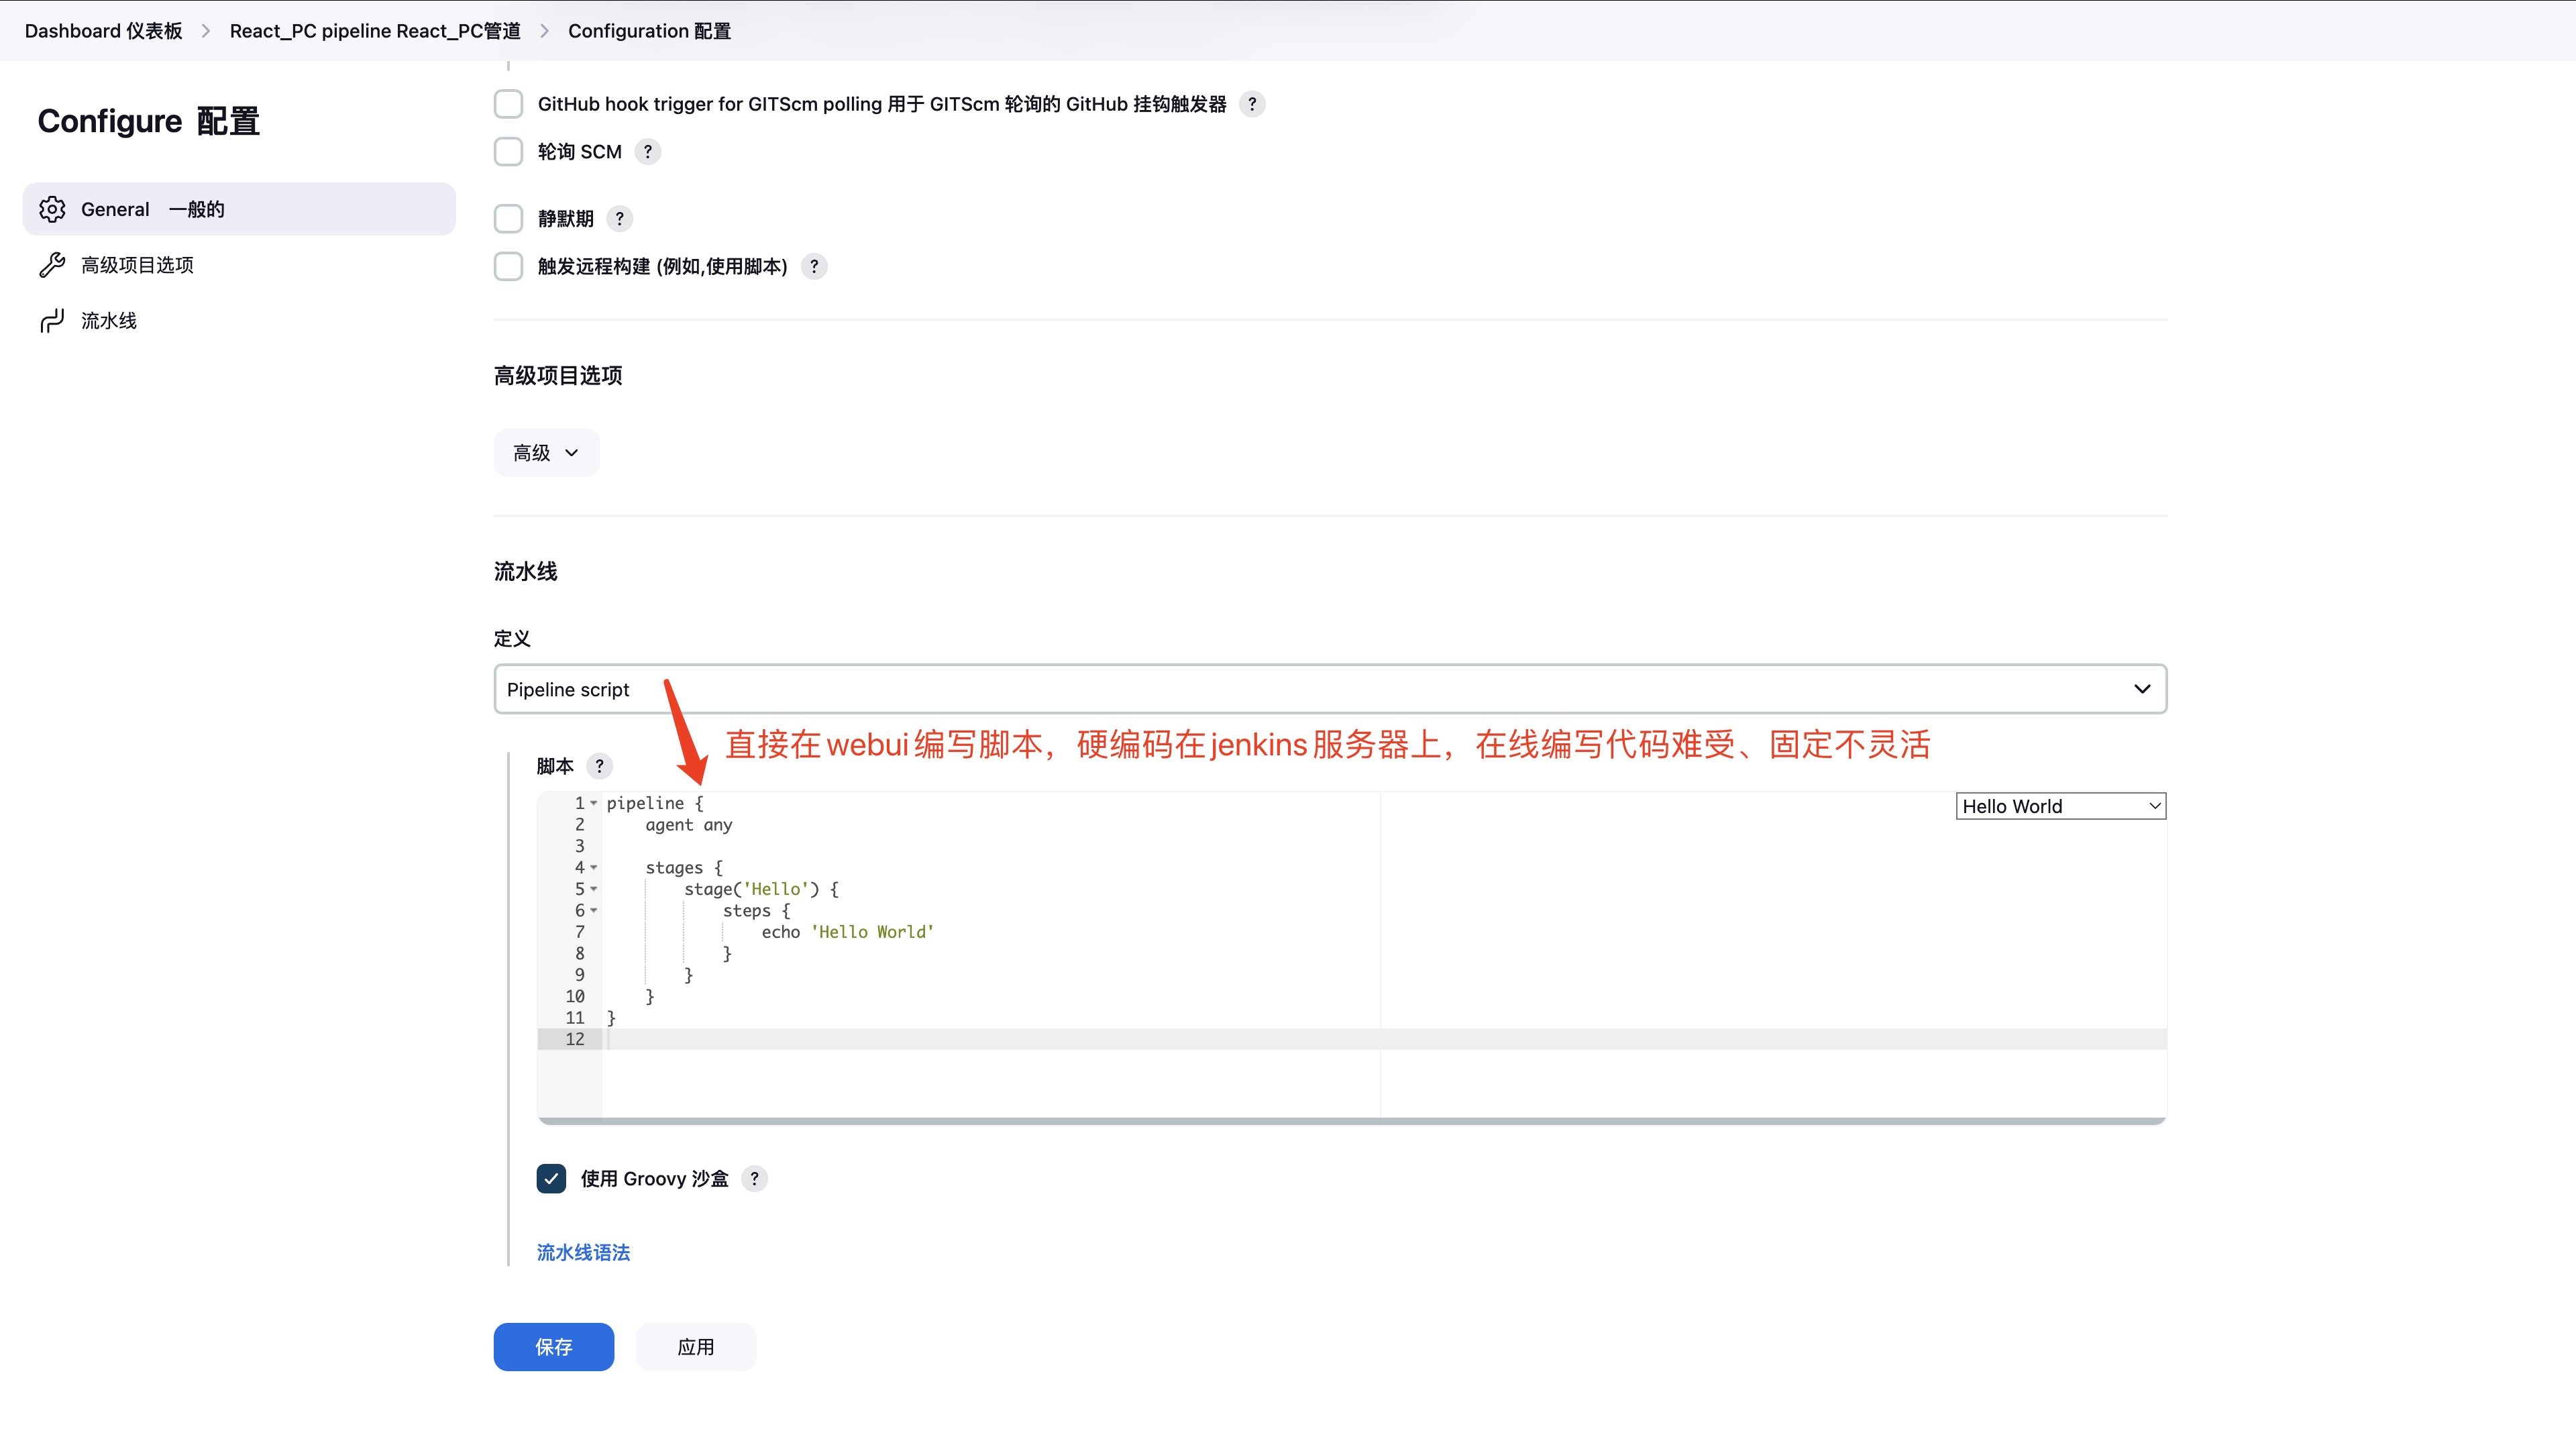 Dashboard 仪表板 > React_PC pipeline React_PC管道 > Configuration 配置
Configure 配置
General 一般的
高级项目选项
流水线
GitHub hook trigger for GITScm polling 用于 GITScm 轮询的 GitHub 挂钩触发器 ?
轮询 SCM ?
静默期 ?
触发远程构建 (例如,使用脚本) ?
高级项目选项
高级
流水线
定义
Pipeline script
直接在webui编写脚本，硬编码在jenkins服务器上，在线编写代码难受、固定不灵活
脚本 ?
Hello World
1 pipeline {
2     agent any
3
4     stages {
5         stage('Hello') {
6             steps {
7                 echo 'Hello World'
8             }
9         }
10     }
11 }
12
使用 Groovy 沙盒 ?
流水线语法
保存 应用